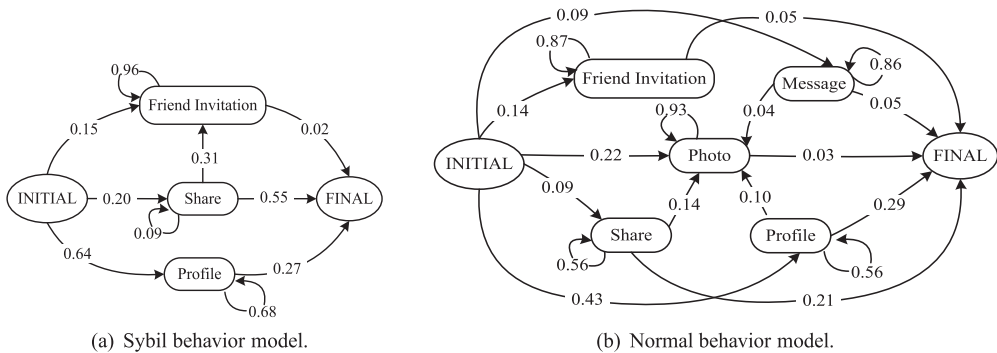 0.96
Friend Invitation
0.15
0.02
0.31
INITIAL
0.20
Share
0.55
FINAL
0.09
0.64
Profile
0.27
0.68
(a) Sybil behavior model.
0.09
0.05
0.87
Friend Invitation
Message
0.86
0.14
0.93
0.04
0.05
INITIAL
0.22
Photo
0.03
FINAL
0.09
0.14
0.10
0.29
Share
Profile
0.56
0.56
0.43
0.21
(b) Normal behavior model.